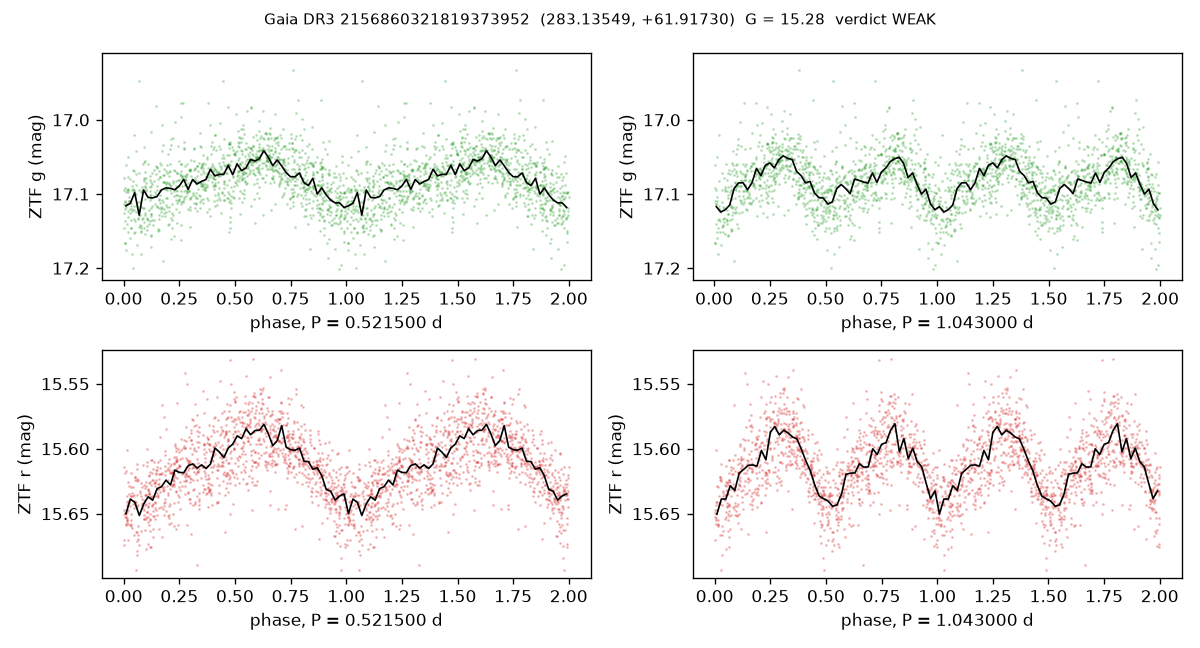 Gaia DR3 2156860321819373952  (283.13549, +61.91730)  G = 15.28  verdict WEAK
ZTF g (mag)
17.0
17.1
17.2
0.00 0.25 0.50 0.75 1.00 1.25 1.50 1.75 2.00
phase, P = 0.521500 d
ZTF g (mag)
17.0
17.1
17.2
0.00 0.25 0.50 0.75 1.00 1.25 1.50 1.75 2.00
phase, P = 1.043000 d
ZTF r (mag)
15.55
15.60
15.65
0.00 0.25 0.50 0.75 1.00 1.25 1.50 1.75 2.00
phase, P = 0.521500 d
ZTF r (mag)
15.55
15.60
15.65
0.00 0.25 0.50 0.75 1.00 1.25 1.50 1.75 2.00
phase, P = 1.043000 d